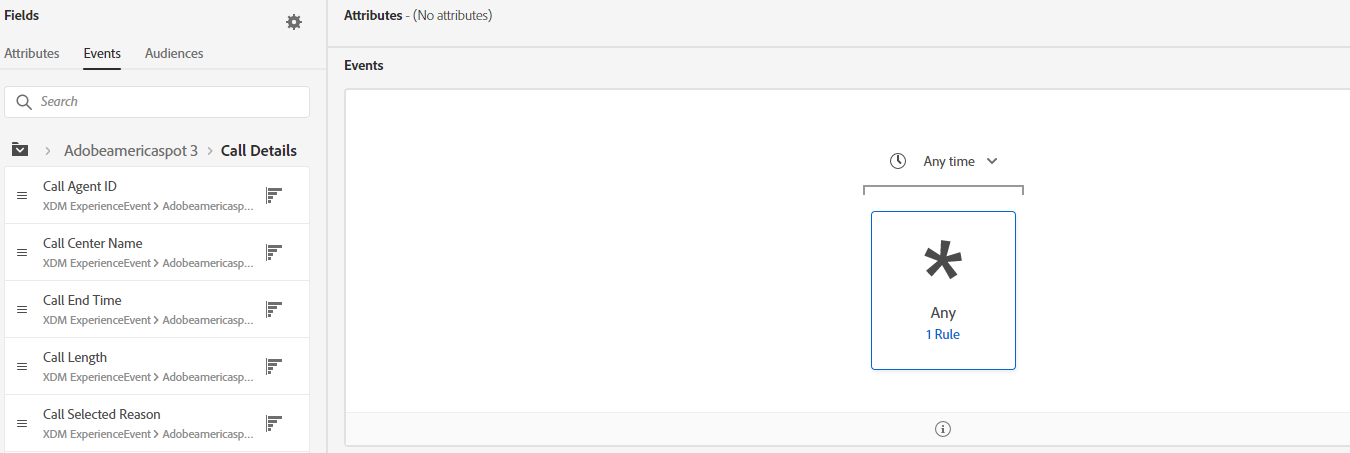 Fields
Attributes Events Audiences
Search
Adobeamericaspot 3 > Call Details
Call Agent ID
XDM ExperienceEvent > Adobeamericasp...
Call Center Name
XDM ExperienceEvent > Adobeamericasp...
Call End Time
XDM ExperienceEvent > Adobeamericasp...
Call Length
XDM ExperienceEvent > Adobeamericasp...
Call Selected Reason
XDM ExperienceEvent > Adobeamericasp...
Attributes - (No attributes)
Events
Any time
Any
1 Rule